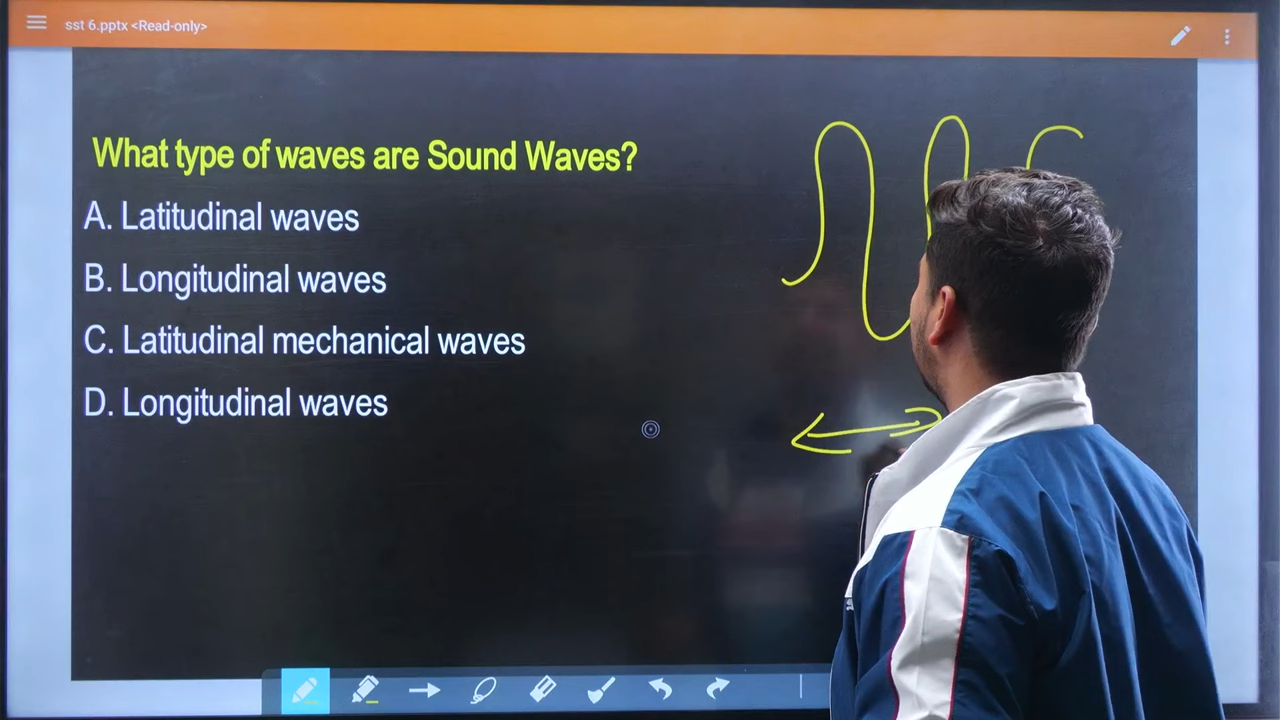 sst 6.pptx <Read-only>
What type of waves are Sound Waves?
A. Latitudinal waves
B. Longitudinal waves
C. Latitudinal mechanical waves
D. Longitudinal waves